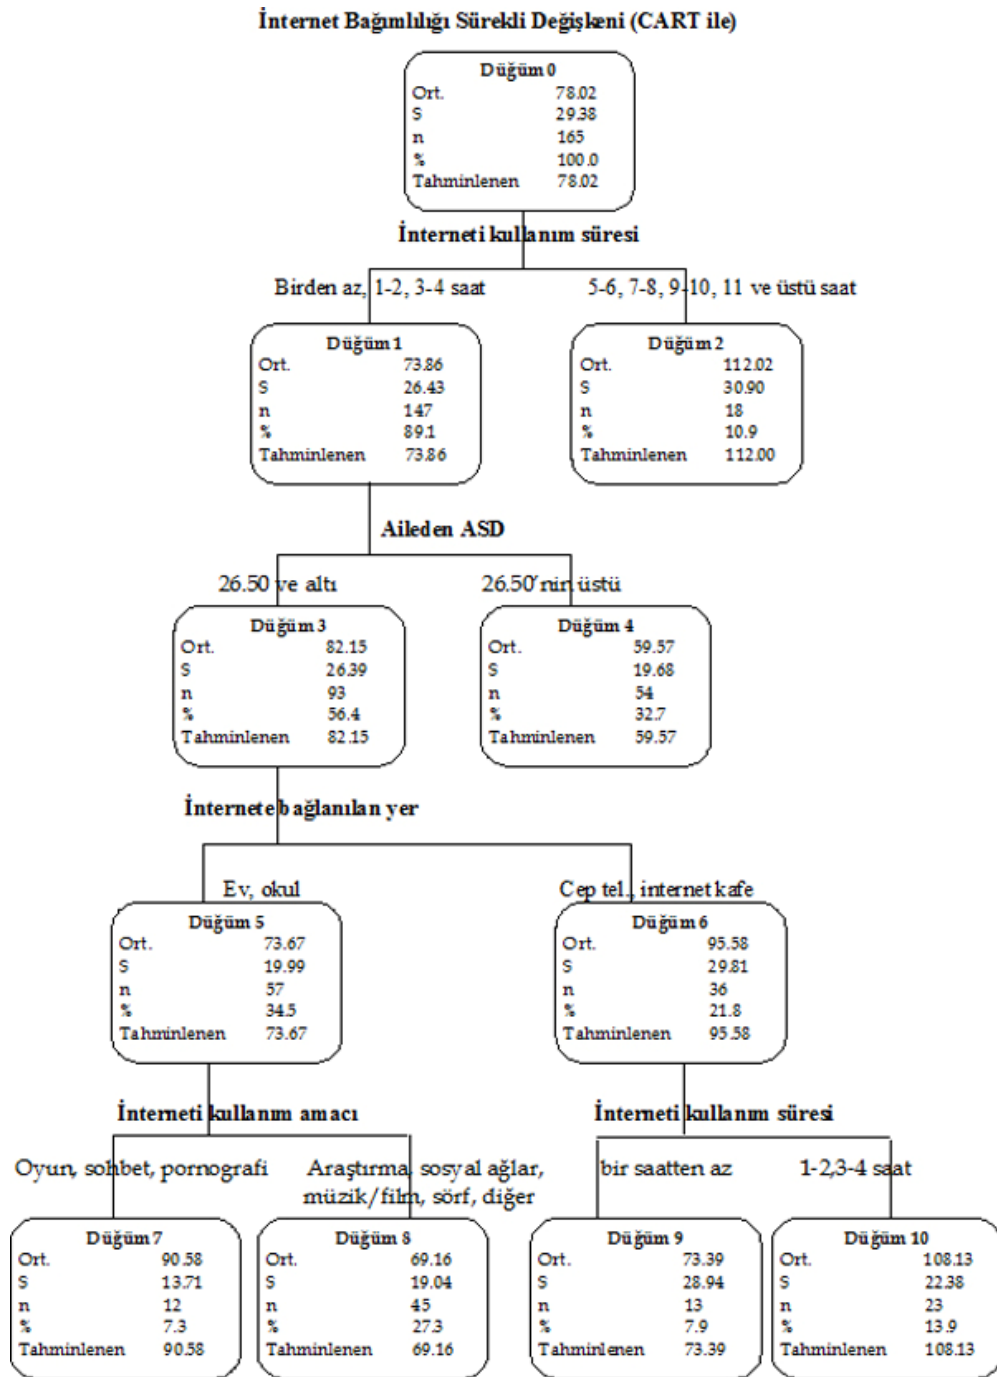 İnternet Bağımlılığı Sürekli Değişkeni (CART ile)
Düğüm 0
Ort. 78.02
S 29.38
n 165
% 100.0
Tahminlenen 78.02
İnterneti kullanım süresi
Birden az, 1-2, 3-4 saat
5-6, 7-8, 9-10, 11 ve üstü saat
Düğüm 1
Ort. 73.86
S 26.43
n 147
% 89.1
Tahminlenen 73.86
Düğüm 2
Ort. 112.02
S 30.90
n 18
% 10.9
Tahminlenen 112.00
Aileden ASD
26.50 ve altı
26.50'nin üstü
Düğüm 3
Ort. 82.15
S 26.39
n 93
% 56.4
Tahminlenen 82.15
Düğüm 4
Ort. 59.57
S 19.68
n 54
% 32.7
Tahminlenen 59.57
İnternete bağlanılan yer
Ev, okul
Cep tel., internet kafe
Düğüm 5
Ort. 73.67
S 19.99
n 57
% 34.5
Tahminlenen 73.67
Düğüm 6
Ort. 95.58
S 29.81
n 36
% 21.8
Tahminlenen 95.58
İnterneti kullanım amacı
İnterneti kullanım süresi
Oyun, sohbet, pornografi
Araştırma, sosyal ağlar,
müzik/film, sörf, diğer
bir saatten az
1-2,3-4 saat
Düğüm 7
Ort. 90.58
S 13.71
n 12
% 7.3
Tahminlenen 90.58
Düğüm 8
Ort. 69.16
S 19.04
n 45
% 27.3
Tahminlenen 69.16
Düğüm 9
Ort. 73.39
S 28.94
n 13
% 7.9
Tahminlenen 73.39
Düğüm 10
Ort. 108.13
S 22.38
n 23
% 13.9
Tahminlenen 108.13